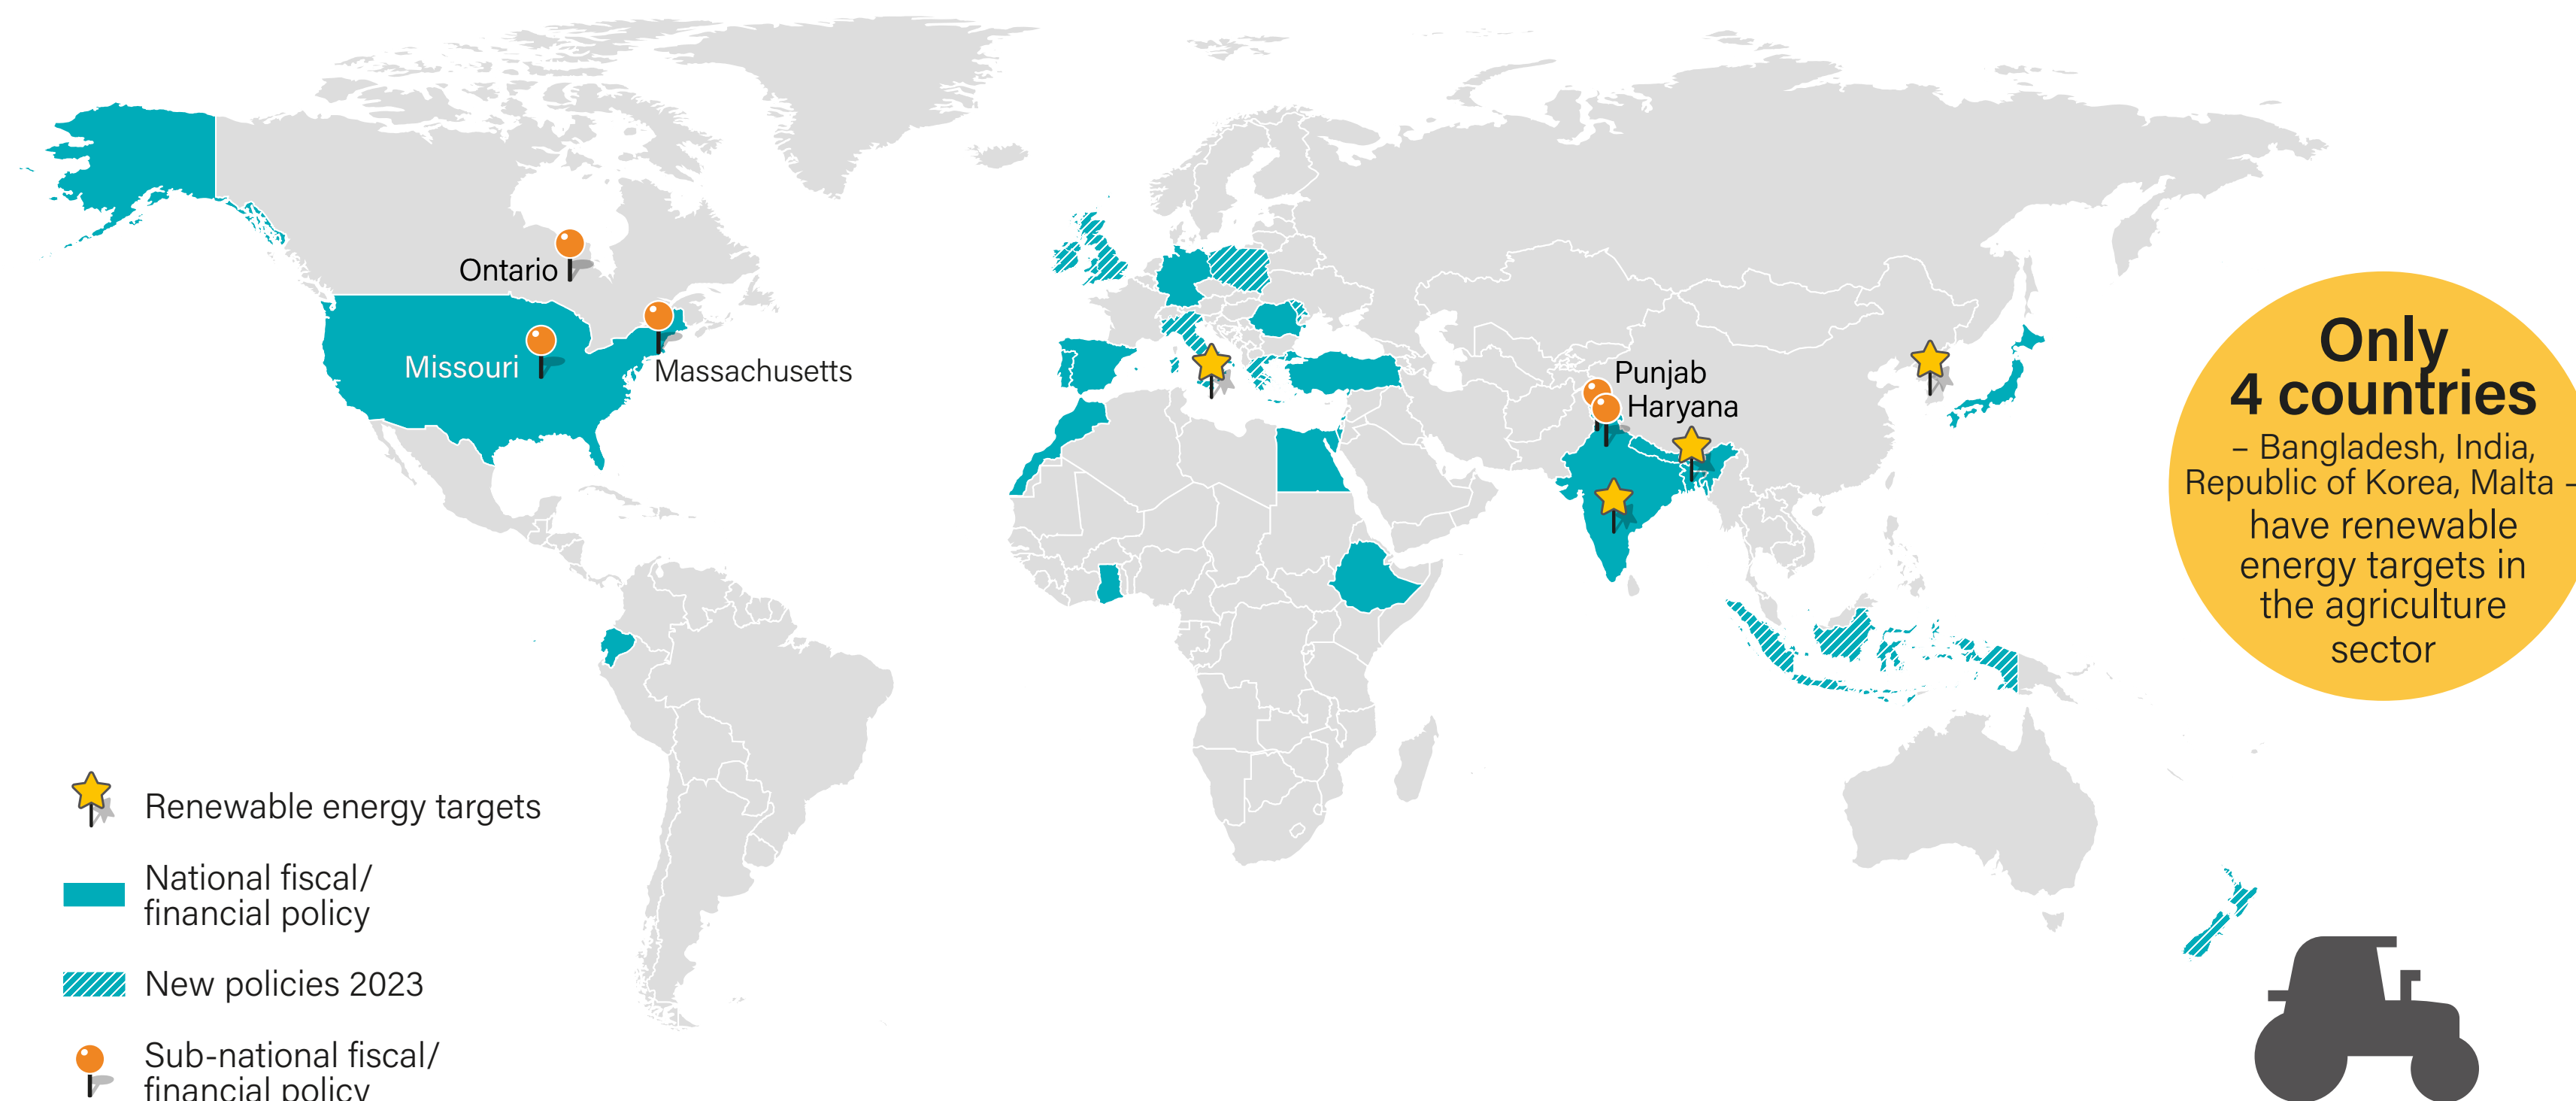 Ontario
Missouri
Massachusetts
Punjab
Haryana
Only
4 countries
– Bangladesh, India,
Republic of Korea, Malta –
have renewable
energy targets in
the agriculture
sector
Renewable energy targets
National fiscal/
financial policy
New policies 2023
Sub-national fiscal/
financial policy